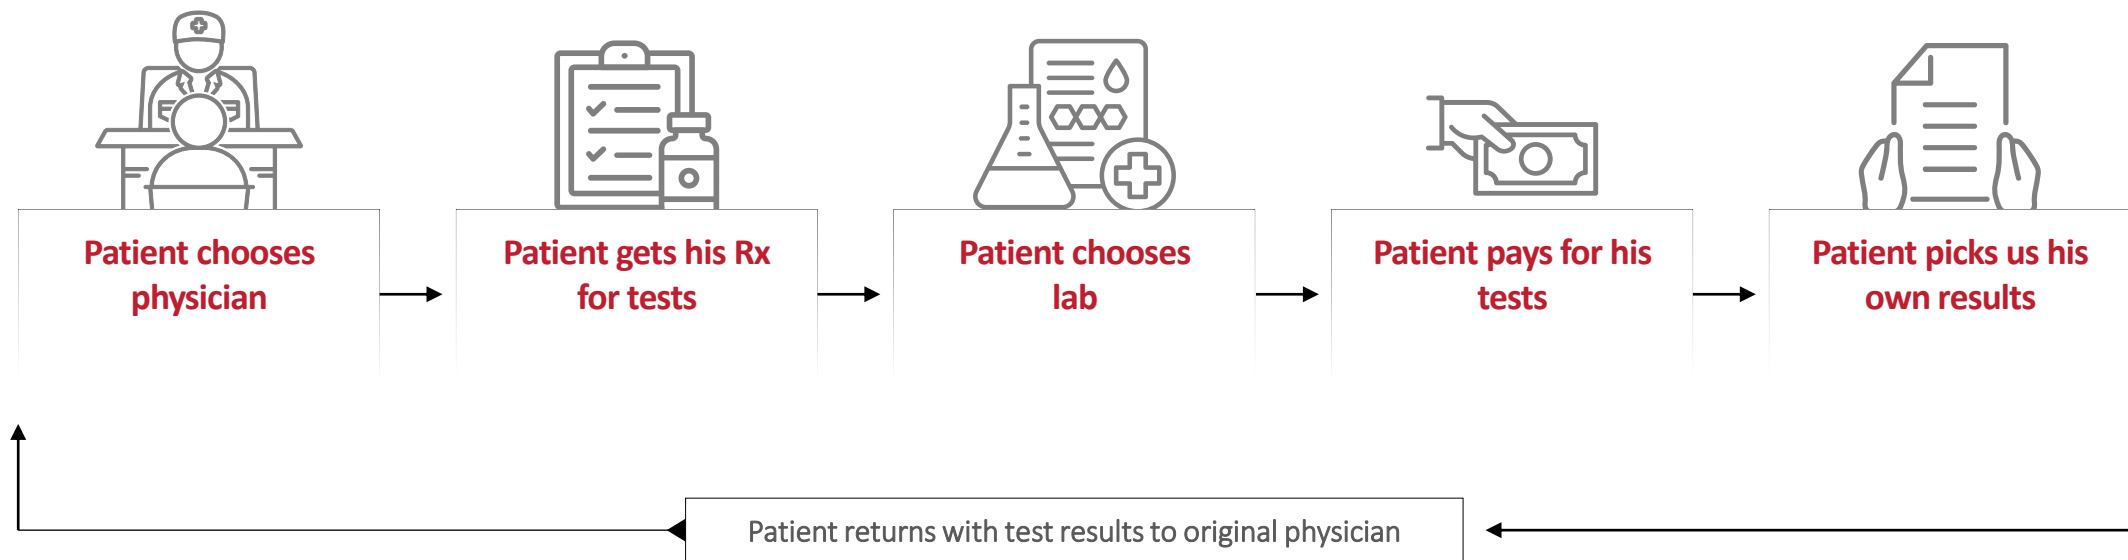 Patient chooses
physician
Patient gets his Rx
for tests
Patient chooses
lab
Patient pays for his
tests
Patient picks us his
own results
Patient returns with test results to original physician